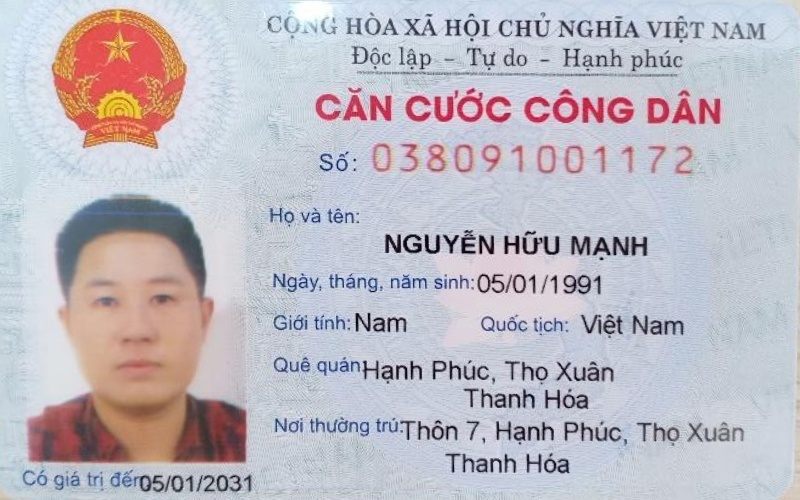 CỘNG HÒA XÃ HỘI CHỦ NGHĨA VIỆT NAM
Độc lập - Tự do - Hạnh phúc
CĂN CƯỚC CÔNG DÂN
Số: 038091001172
Họ và tên:
NGUYỄN HỮU MẠNH
Ngày, tháng, năm sinh: 05/01/1991
Giới tính: Nam Quốc tịch: Việt Nam
Quê quán: Hạnh Phúc, Thọ Xuân
Thanh Hóa
Nơi thường trú: Thôn 7, Hạnh Phúc, Thọ Xuân
Thanh Hóa
Có giá trị đến: 05/01/2031
VIỆT NAM